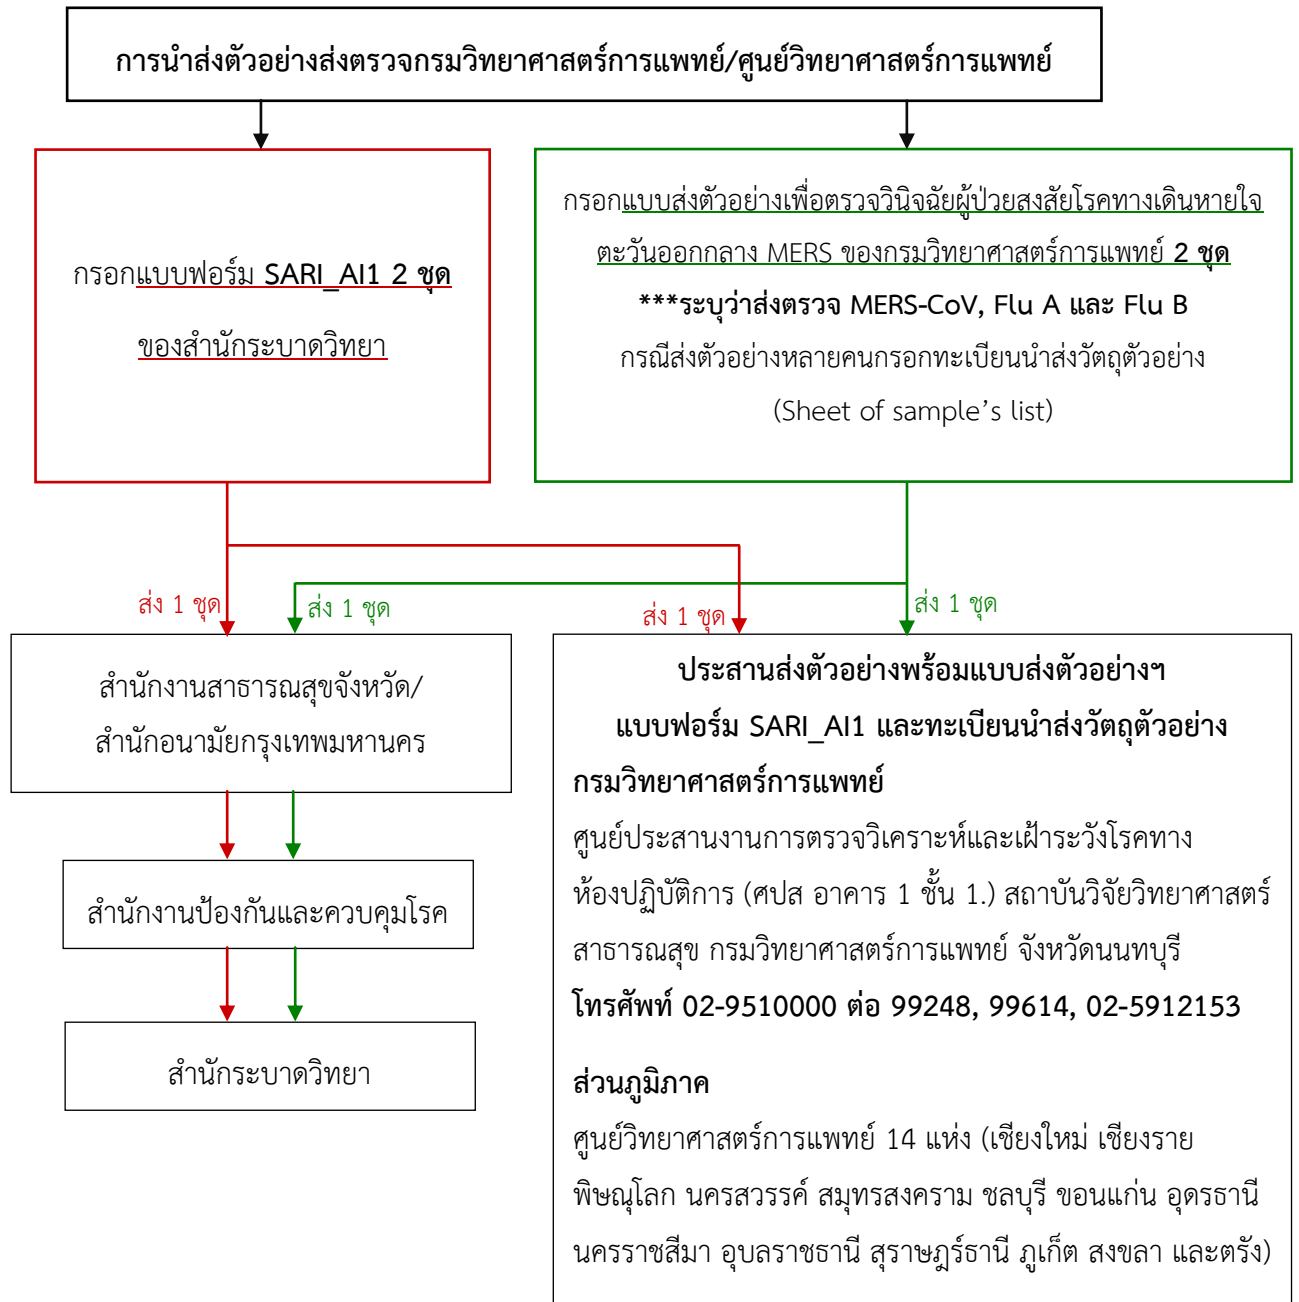 การนำส่งตัวอย่างส่งตรวจกรมวิทยาศาสตร์การแพทย์/ศูนย์วิทยาศาสตร์การแพทย์
กรอกแบบฟอร์ม SARI_AI1 2 ชุด
ของสำนักระบาดวิทยา
กรอกแบบส่งตัวอย่างเพื่อตรวจวินิจฉัยผู้ป่วยสงสัยโรคทางเดินหายใจ
ตะวันออกกลาง MERS ของกรมวิทยาศาสตร์การแพทย์ 2 ชุด
***ระบุว่าส่งตรวจ MERS-CoV, Flu A และ Flu B
กรณีส่งตัวอย่างหลายคนกรอกทะเบียนนำส่งวัตถุตัวอย่าง
(Sheet of sample’s list)
ส่ง 1 ชุด
ส่ง 1 ชุด
ส่ง 1 ชุด
ส่ง 1 ชุด
สำนักงานสาธารณสุขจังหวัด/
สำนักอนามัยกรุงเทพมหานคร
สำนักงานป้องกันและควบคุมโรค
สำนักระบาดวิทยา
ประสานส่งตัวอย่างพร้อมแบบส่งตัวอย่างฯ
แบบฟอร์ม SARI_AI1 และทะเบียนนำส่งวัตถุตัวอย่าง
กรมวิทยาศาสตร์การแพทย์
ศูนย์ประสานงานการตรวจวิเคราะห์และเฝ้าระวังโรคทาง
ห้องปฏิบัติการ (ศปส อาคาร 1 ชั้น 1.) สถาบันวิจัยวิทยาศาสตร์
สาธารณสุข กรมวิทยาศาสตร์การแพทย์ จังหวัดนนทบุรี
โทรศัพท์ 02-9510000 ต่อ 99248, 99614, 02-5912153
ส่วนภูมิภาค
ศูนย์วิทยาศาสตร์การแพทย์ 14 แห่ง (เชียงใหม่ เชียงราย
พิษณุโลก นครสวรรค์ สมุทรสงคราม ชลบุรี ขอนแก่น อุดรธานี
นครราชสีมา อุบลราชธานี สุราษฎร์ธานี ภูเก็ต สงขลา และตรัง)